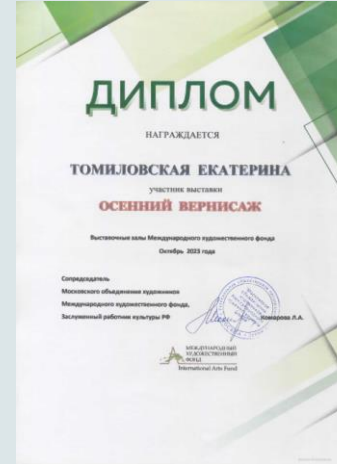 ДИПЛОМ
НАГРАЖДАЕТСЯ
ТОМИЛОВСКАЯ ЕКАТЕРИНА
участник выставки
ОСЕННИЙ ВЕРНИСАЖ
Выставочные залы Международного художественного фонда
Октябрь 2023 года
Сопредседатель
Московского объединения художников
Международного художественного фонда,
Заслуженный работник культуры РФ
Комарова Л.А.
МЕЖДУНАРОДНЫЙ
ХУДОЖЕСТВЕННЫЙ
ФОНД
International Arts Fund